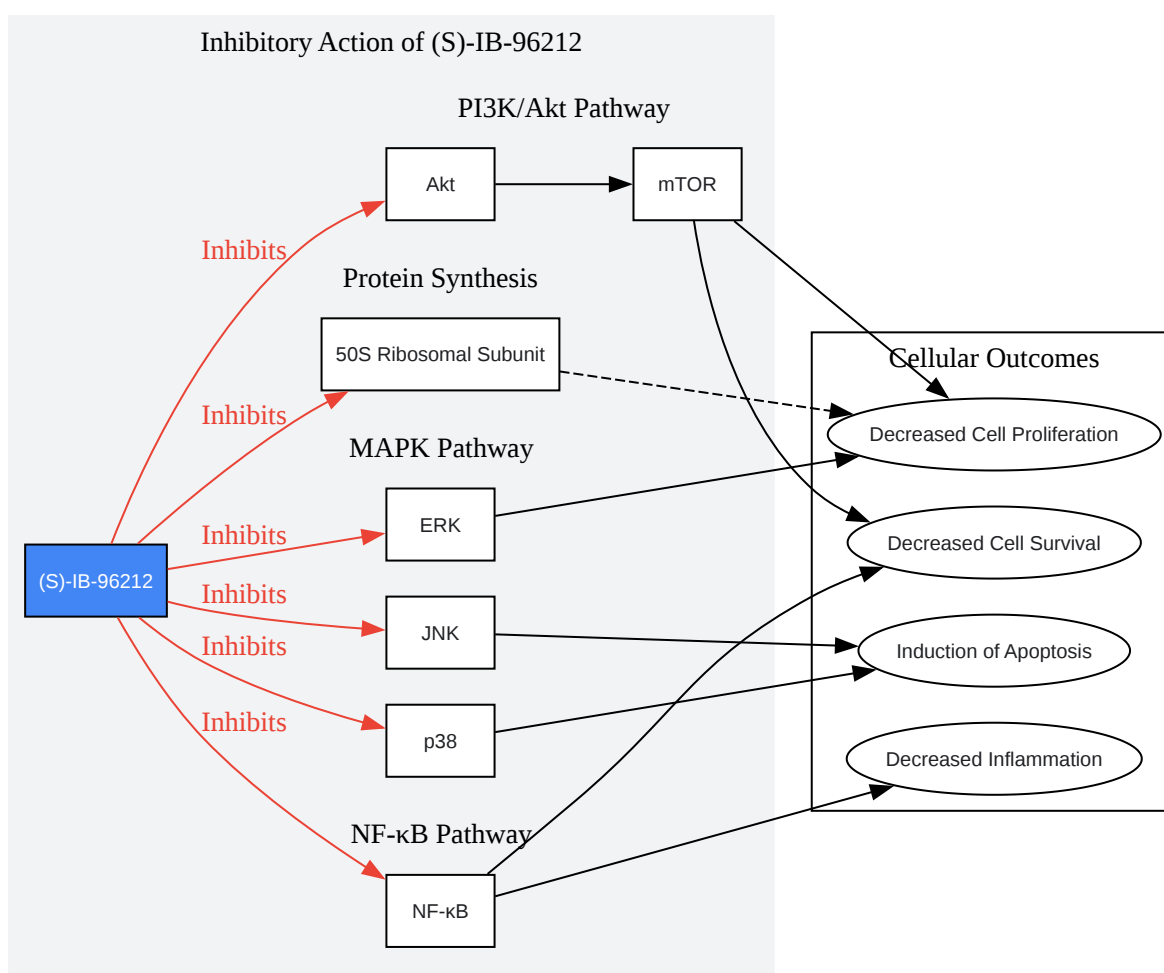 Inhibitory Action of (S)-IB-96212
PI3K/Akt Pathway
Akt
mTOR
Inhibits
Protein Synthesis
50S Ribosomal Subunit
Cellular Outcomes
Inhibits
Decreased Cell Proliferation
MAPK Pathway
ERK
Inhibits
Decreased Cell Survival
(S)-IB-96212
Inhibits
JNK
Inhibits
Induction of Apoptosis
Inhibits
p38
Decreased Inflammation
NF-κB Pathway
NF-κB